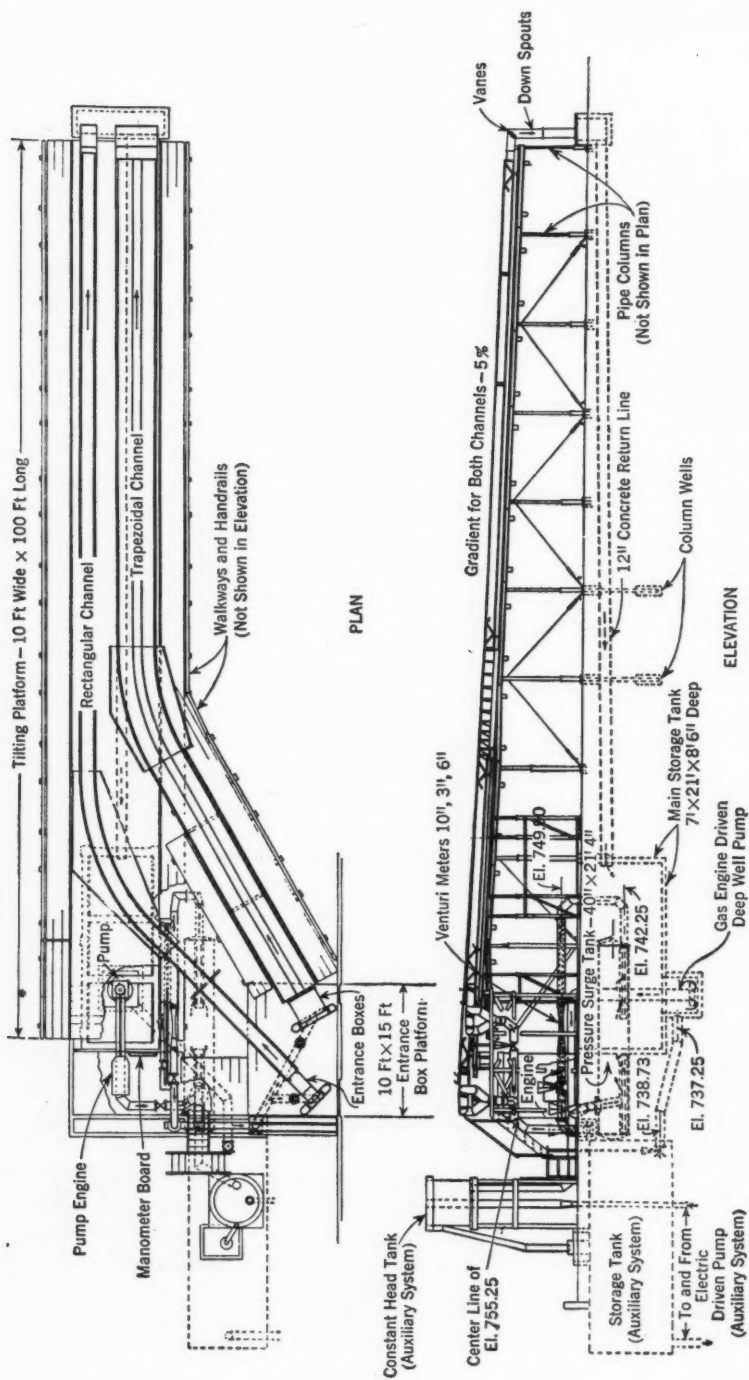 Tilting Platform—10 Ft Wide × 100 Ft Long
Rectangular Channel
Trapezoidal Channel
Walkways and Handrails
(Not Shown in Elevation)
Pump
Pump Engine
Manometer Board
Entrance Boxes
10 Ft×15 Ft
Entrance
Box Platform
PLAN
Vanes
Down Spouts
Pipe Columns
(Not Shown in Plan)
Gradient for Both Channels—5%
12" Concrete Return Line
Column Wells
Venturi Meters 10", 3", 6"
El. 749.60
Main Storage Tank
7'×21'×8'6" Deep
El. 742.25
Gas Engine Driven
Deep Well Pump
Pressure Surge Tank—40"×21'4"
Engine
El. 738.73
El. 737.25
Constant Head Tank
(Auxiliary System)
Center Line of
El. 755.25
Storage Tank
(Auxiliary System)
To and From
Electric
Driven Pump
(Auxiliary System)
ELEVATION